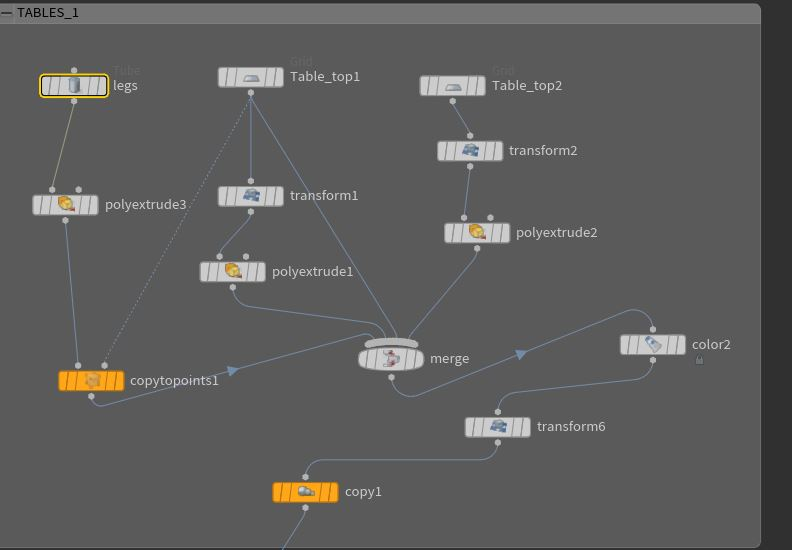 TABLES_1
Tube
legs
Grid
Table_top1
Grid
Table_top2
transform2
transform1
polyextrude3
polyextrude2
polyextrude1
color2
merge
copytopoints1
transform6
copy1